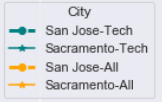 City
San Jose-Tech
Sacramento-Tech
San Jose-All
Sacramento-All